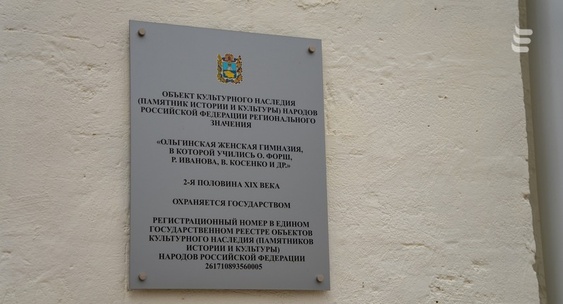 ОБЪЕКТ КУЛЬТУРНОГО НАСЛЕДИЯ
(ПАМЯТНИК ИСТОРИИ И КУЛЬТУРЫ) НАРОДОВ
РОССИЙСКОЙ ФЕДЕРАЦИИ РЕГИОНАЛЬНОГО
ЗНАЧЕНИЯ
«ОЛЬГИНСКАЯ ЖЕНСКАЯ ГИМНАЗИЯ,
В КОТОРОЙ УЧИЛИСЬ О. ФОРШ,
Р. ИВАНОВА, В. КОСЕНКО И ДР.»
2-Я ПОЛОВИНА XIX ВЕКА
ОХРАНЯЕТСЯ ГОСУДАРСТВОМ
РЕГИСТРАЦИОННЫЙ НОМЕР В ЕДИНОМ
ГОСУДАРСТВЕННОМ РЕЕСТРЕ ОБЪЕКТОВ
КУЛЬТУРНОГО НАСЛЕДИЯ (ПАМЯТНИКОВ
ИСТОРИИ И КУЛЬТУРЫ)
НАРОДОВ РОССИЙСКОЙ ФЕДЕРАЦИИ
261710893560005